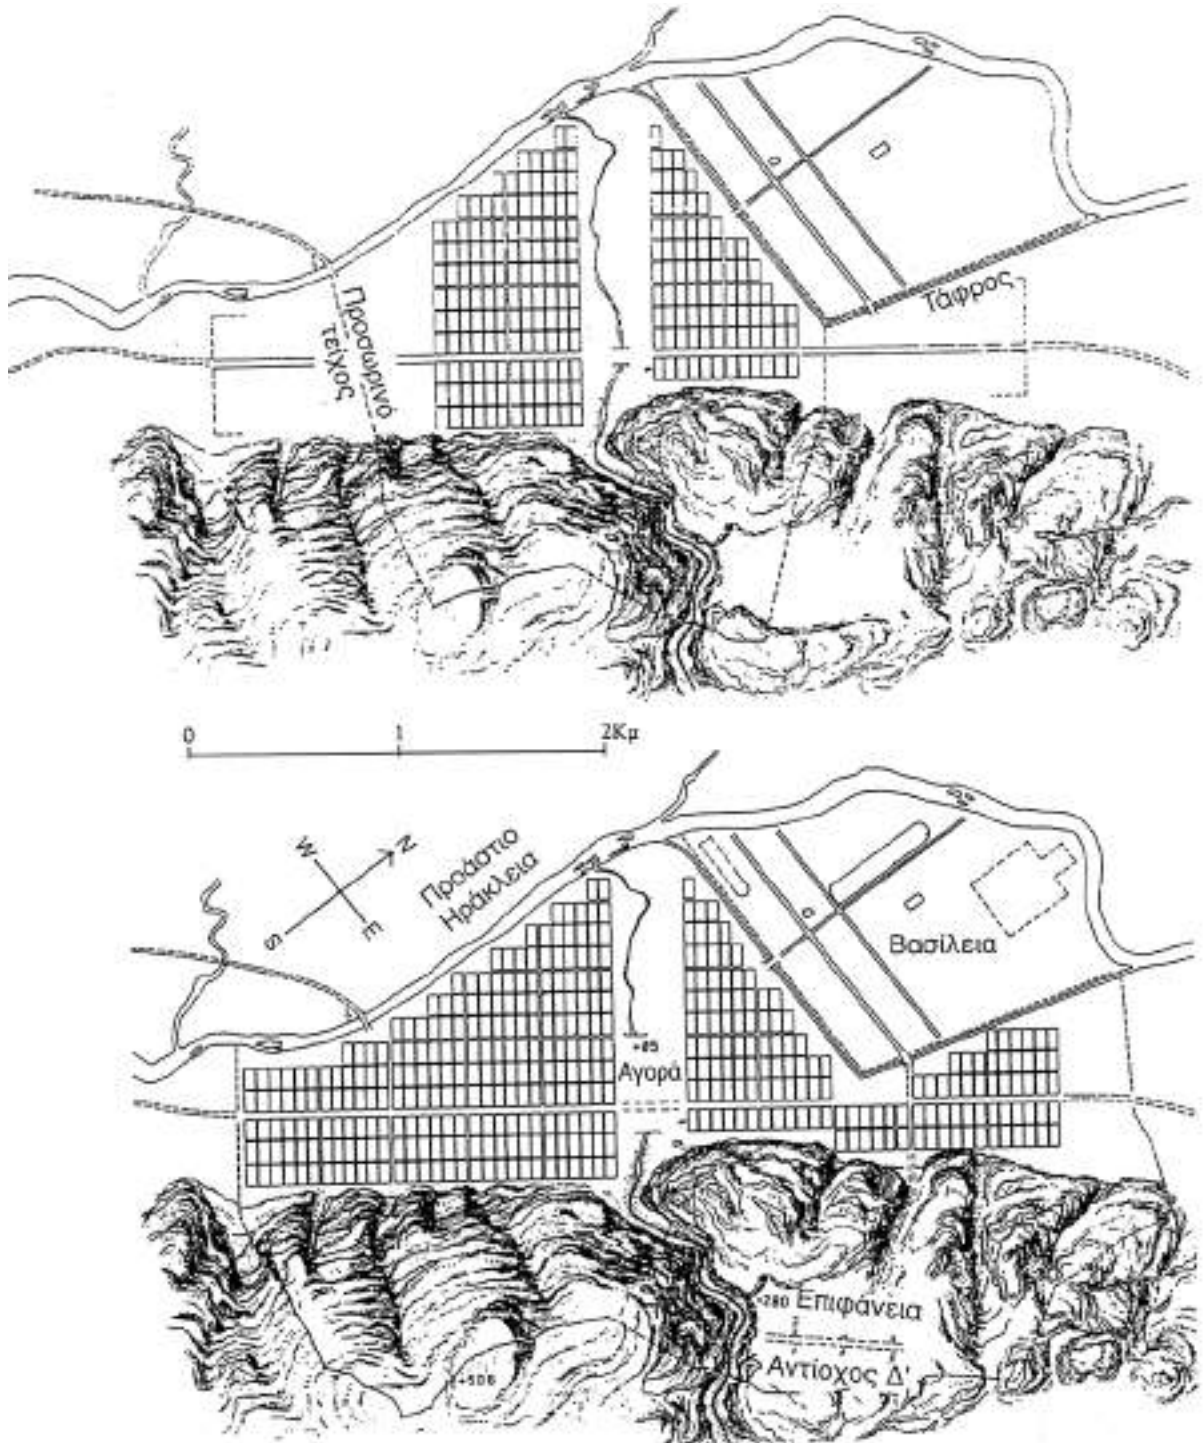 Προσωρινό
τείχος
Τάφρος
0 1 2Κμ
W N
S E
Προάστιο
Ηράκλεια
Βασίλεια
+85
Αγορά
+280 Επιφάνεια
Αντίοχος Δ'
+506